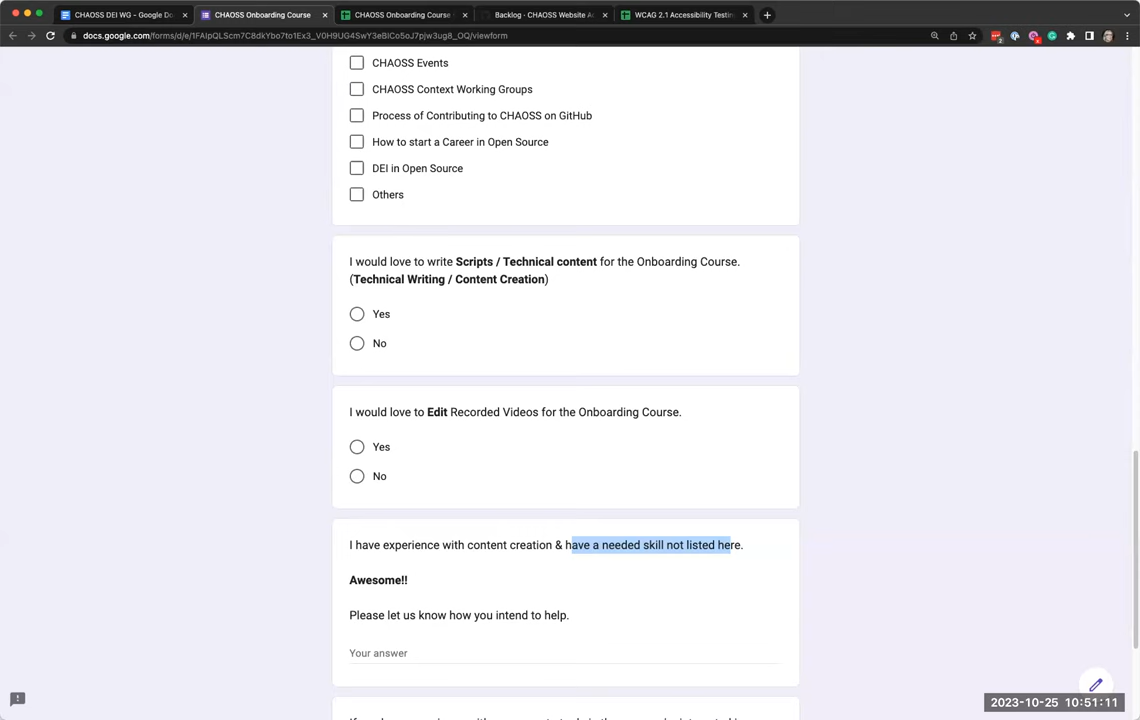 CHAOSS DEI WG - Google Do
CHAOSS Onboarding Course
CHAOSS Onboarding Course
Backlog · CHAOSS Website A
WCAG 2.1 Accessibility Testin
docs.google.com/forms/d/e/
/viewform
CHAOSS Events
CHAOSS Context Working Groups
Process of Contributing to CHAOSS on GitHub
How to start a Career in Open Source
DEI in Open Source
Others
I would love to write Scripts / Technical content for the Onboarding Course.
(Technical Writing / Content Creation)
Yes
No
I would love to Edit Recorded Videos for the Onboarding Course.
Yes
No
I have experience with content creation & have a needed skill not listed here.
Awesome!!
Please let us know how you intend to help.
Your answer
2023-10-25 10:51:11